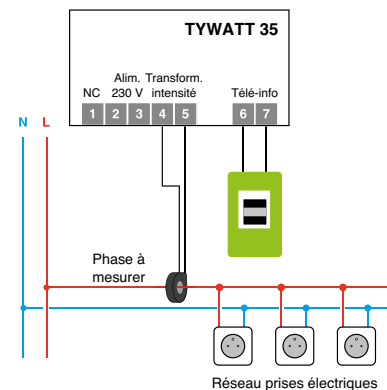 TYWATT 35
Alim. Transform.
NC 230 V intensité Télé-info
1 2 3 4 5 6 7
N L
Phase à
mesurer
Réseau prises électriques